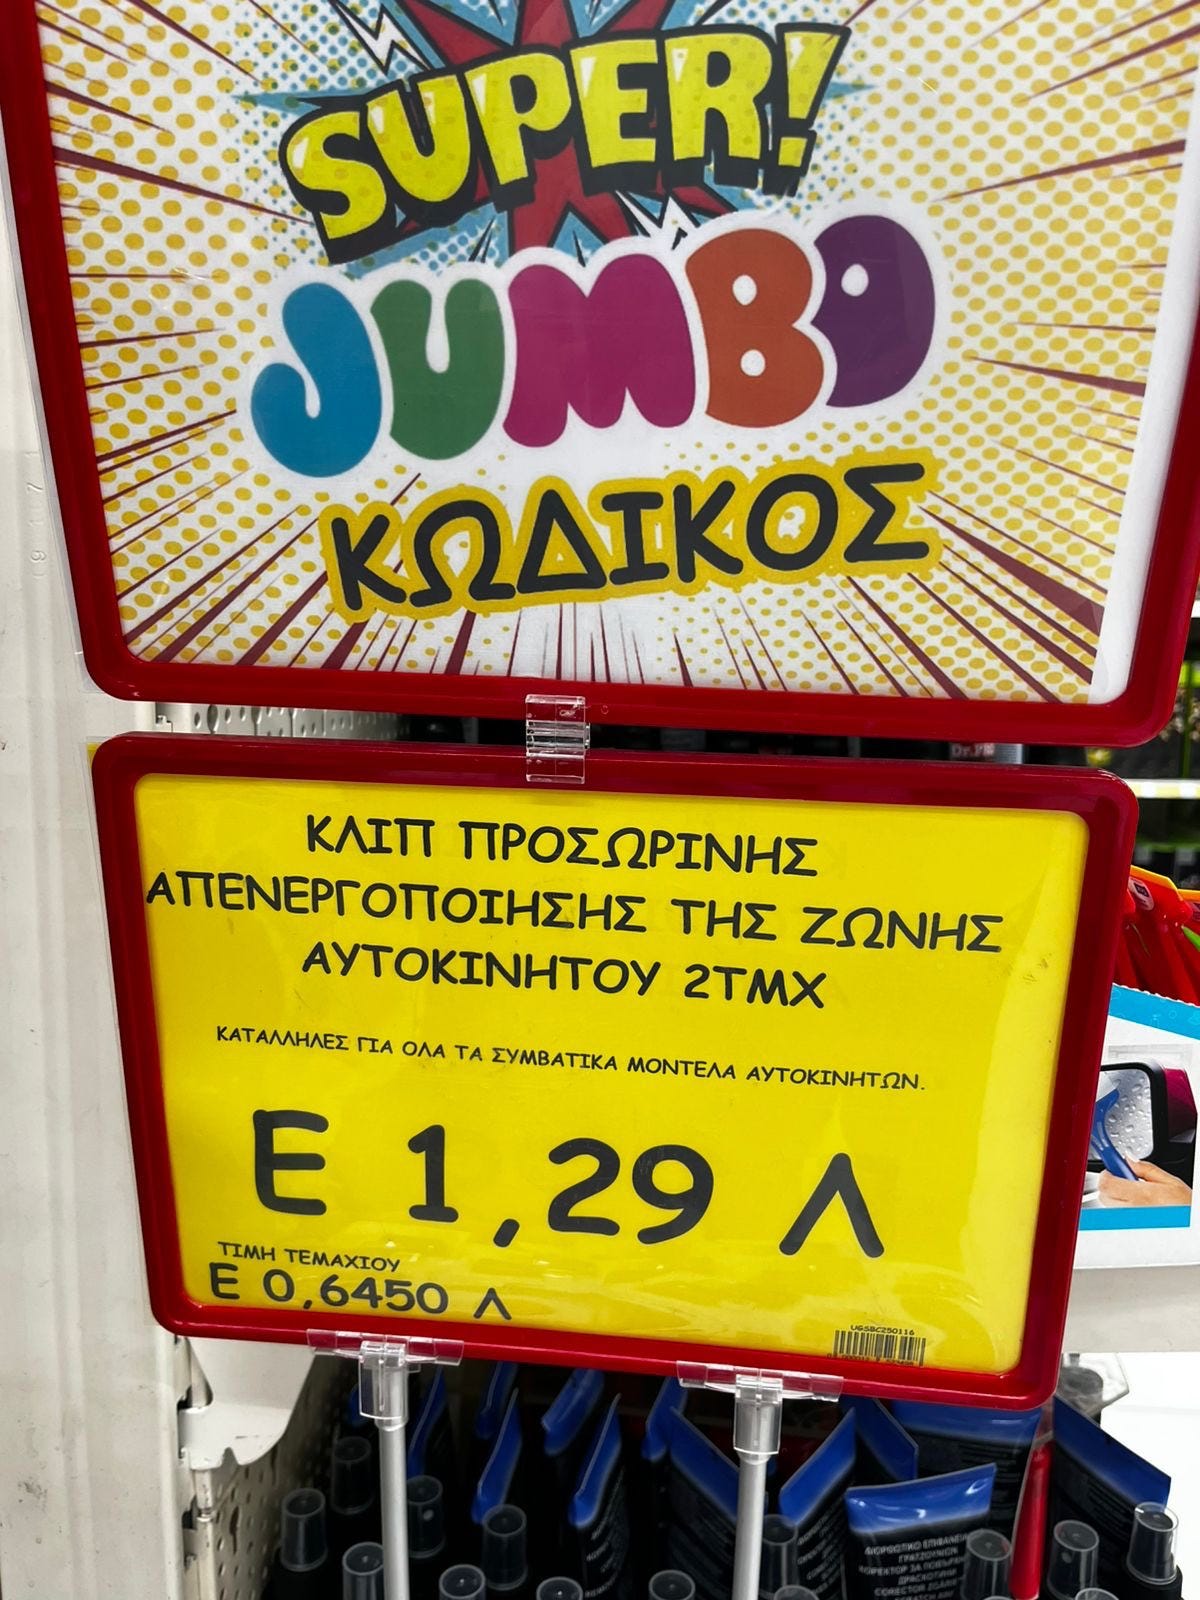 SUPER!
JUMBO
ΚΩΔΙΚΟΣ
ΚΛΙΠ ΠΡΟΣΩΡΙΝΗΣ
ΑΠΕΝΕΡΓΟΠΟΙΗΣΗΣ ΤΗΣ ΖΩΝΗΣ
ΑΥΤΟΚΙΝΗΤΟΥ 2ΤΜΧ
ΚΑΤΑΛΛΗΛΕΣ ΓΙΑ ΟΛΑ ΤΑ ΣΥΜΒΑΤΙΚΑ ΜΟΝΤΕΛΑ ΑΥΤΟΚΙΝΗΤΩΝ.
Ε 1,29 Λ
ΤΙΜΗ ΤΕΜΑΧΙΟΥ
Ε 0,6450 Λ
UGSBC250116